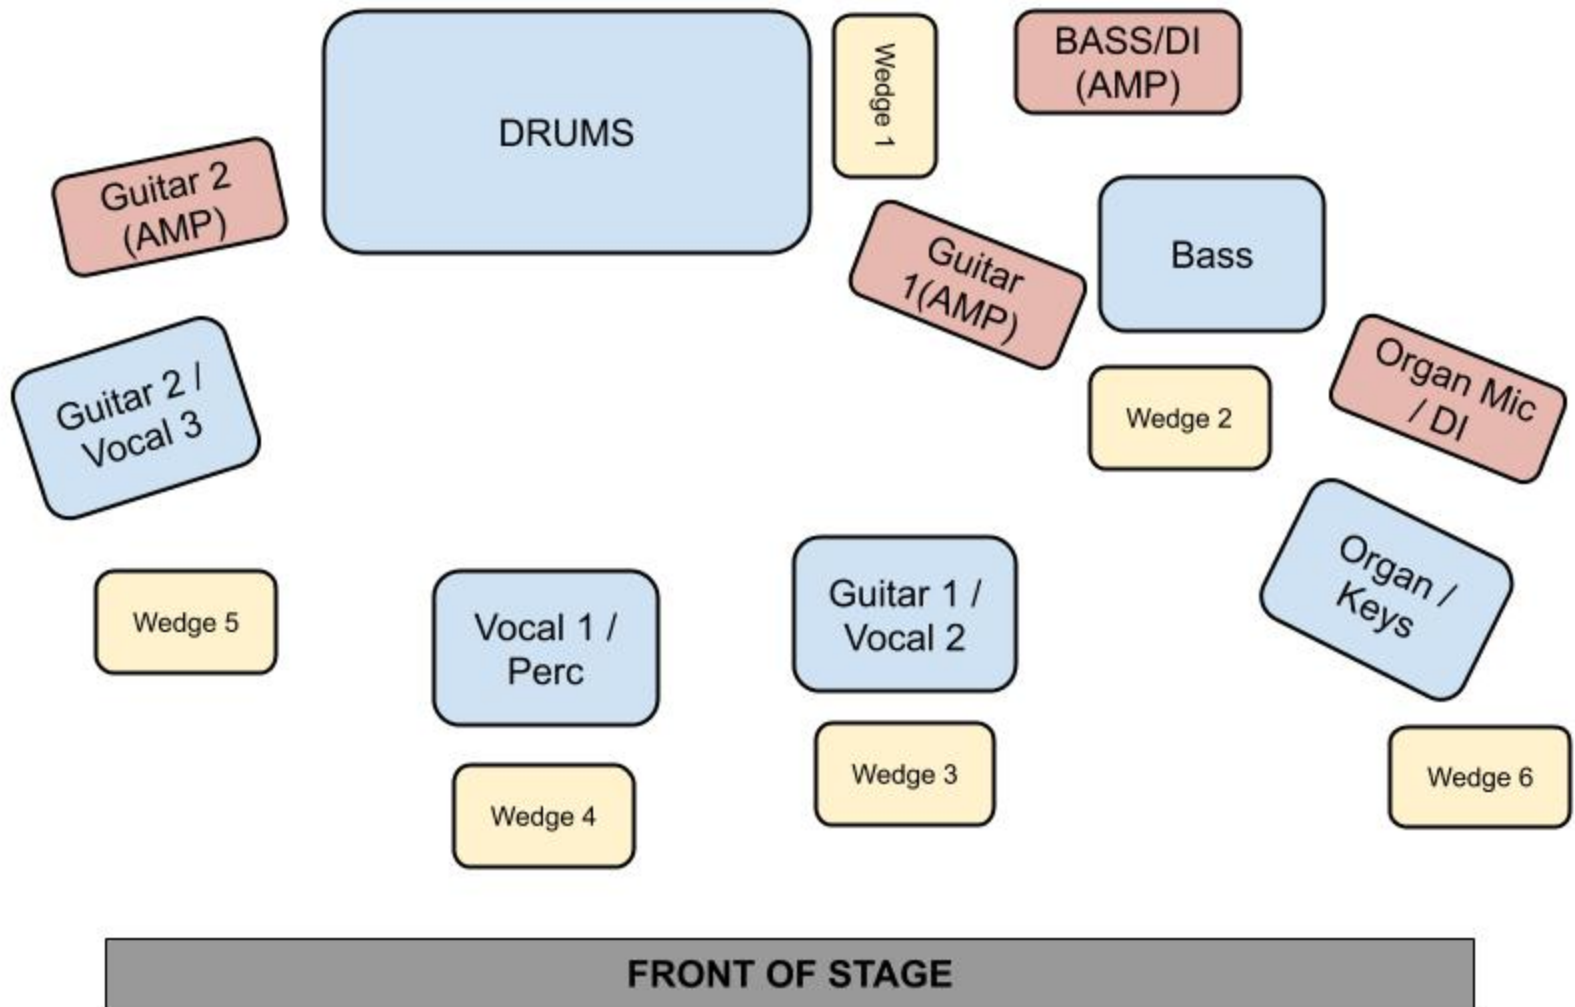 DRUMS
Wedge 1
BASS/DI
(AMP)
Guitar 2
(AMP)
Guitar
1(AMP)
Bass
Guitar 2 /
Vocal 3
Wedge 2
Organ Mic
/ DI
Organ /
Keys
Wedge 5
Vocal 1 /
Perc
Guitar 1 /
Vocal 2
Wedge 4
Wedge 3
Wedge 6
FRONT OF STAGE